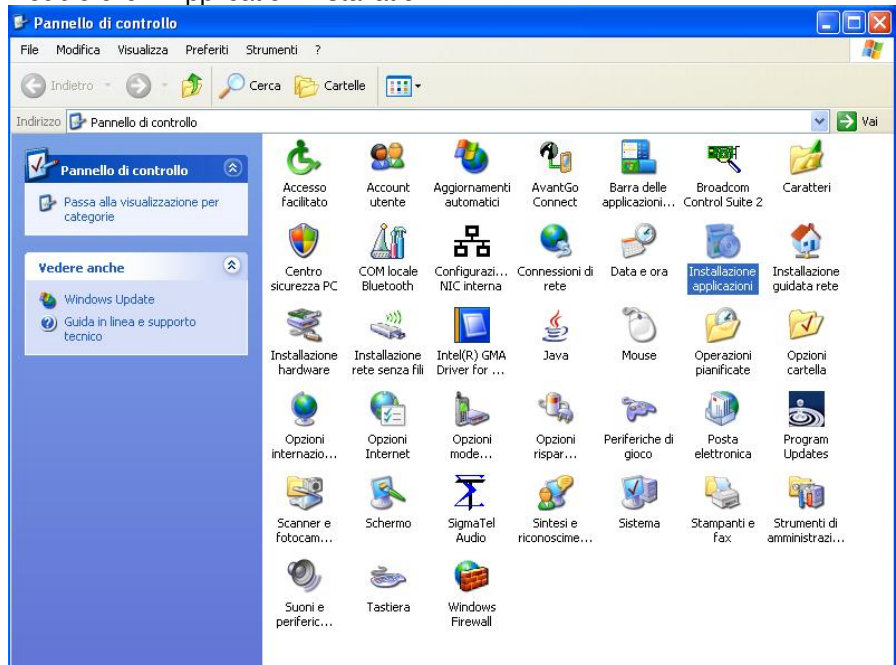 Pannello di controllo
File Modifica Visualizza Preferiti Strumenti ?
Indietro Cerca Cartelle
Indirizzo Pannello di controllo Vai
Pannello di controllo
Passa alla visualizzazione per
categorie
Vedere anche
Windows Update
Guida in linea e supporto
tecnico
Accesso
facilitato
Account
utente
Aggiornamenti
automatici
AvantGo
Connect
Barra delle
applicazioni...
Broadcom
Control Suite 2
Caratteri
Centro
sicurezza PC
COM locale
Bluetooth
Configurazi...
NIC interna
Connessioni di
rete
Data e ora
Installazione
applicazioni
Installazione
guidata rete
Installazione
hardware
Installazione
rete senza fili
Intel(R) GMA
Driver for ...
Java
Mouse
Operazioni
pianificate
Opzioni
cartella
Opzioni
internazio...
Opzioni
Internet
Opzioni
mode...
Opzioni
rispar...
Periferiche di
gioco
Posta
elettronica
Program
Updates
Scanner e
fotocam...
Schermo
SigmaTel
Audio
Sintesi e
riconoscime...
Sistema
Stampanti e
fax
Strumenti di
amministrazi...
Suoni e
periferic...
Tastiera
Windows
Firewall